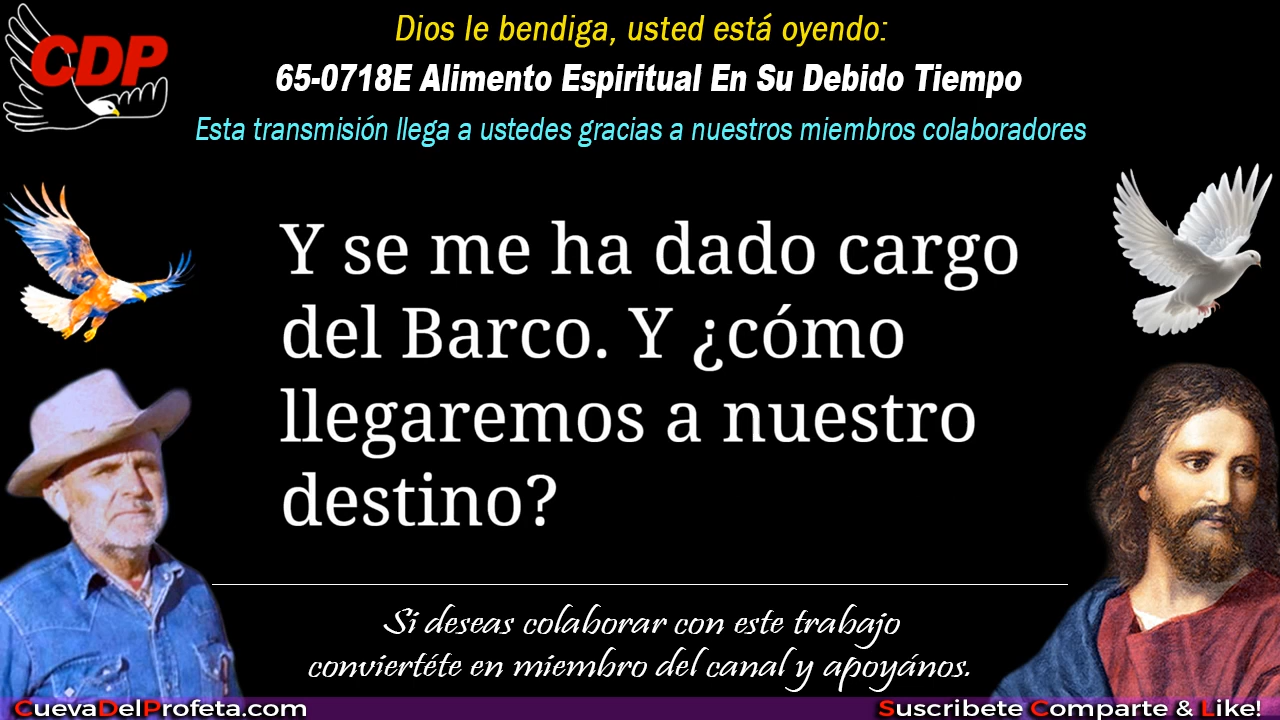 CDP
Dios le bendiga, usted está oyendo:
65-0718E Alimento Espiritual En Su Debido Tiempo
Esta transmisión llega a ustedes gracias a nuestros miembros colaboradores
Y se me ha dado cargo
del Barco. Y ¿cómo
llegaremos a nuestro
destino?
Si deseas colaborar con este trabajo
conviertéte en miembro del canal y apoyános.
CuevaDelProfeta.com
Suscribete Comparte & Like!